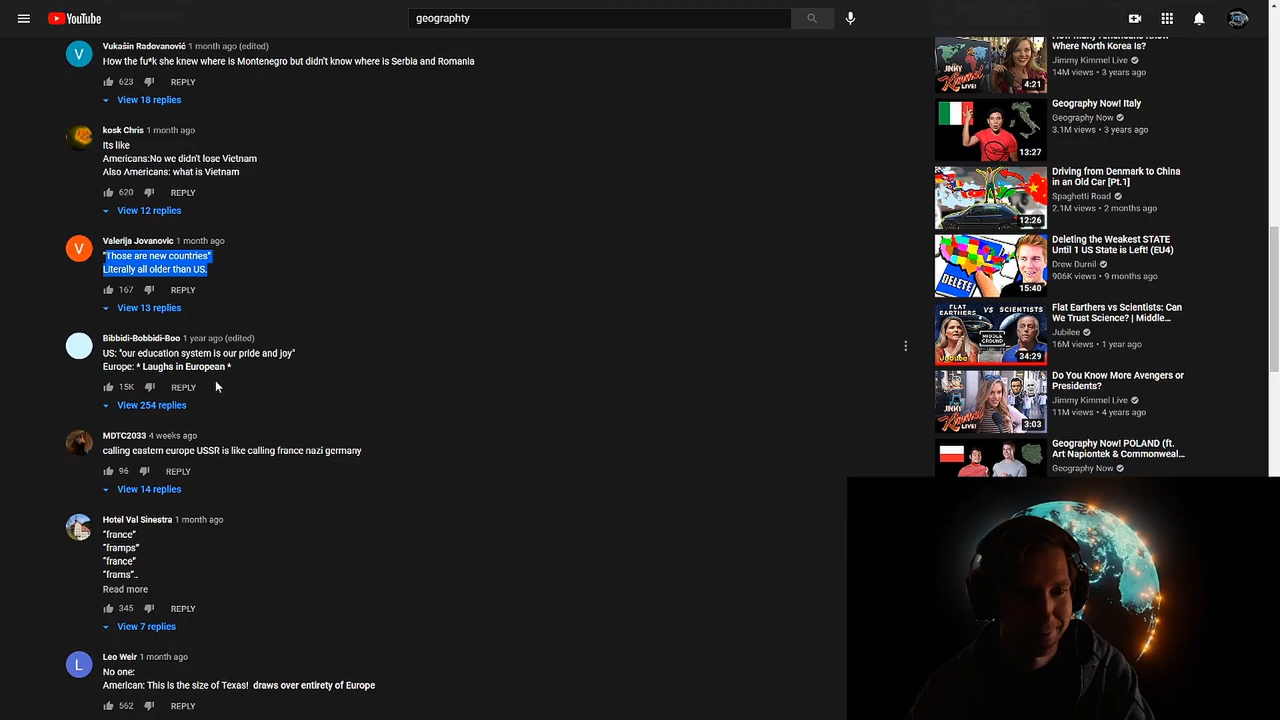 YouTube
geographty
Vukašin Radovanović 1 month ago (edited)
How the fu*k she knew where is Montenegro but didn't know where is Serbia and Romania
623 REPLY
View 18 replies
kosk Chris 1 month ago
Its like
Americans:No we didn't lose Vietnam
Also Americans: what is Vietnam
620 REPLY
View 12 replies
V
Valerija Jovanovic 1 month ago
"Those are new countries"
Literally all older than US.
167 REPLY
View 13 replies
Bibbidi-Bobbidi-Boo 1 year ago (edited)
US: "our education system is our pride and joy"
Europe: * Laughs in European *
15K REPLY
View 254 replies
MDTC2033 4 weeks ago
calling eastern europe USSR is like calling france nazi germany
96 REPLY
View 14 replies
Hotel Val Sinestra 1 month ago
“france”
“framps”
“france”
“frams”..
Read more
345 REPLY
View 7 replies
L
Leo Weir 1 month ago
No one:
American: This is the size of Texas! draws over entirety of Europe
562 REPLY
V
Where North Korea Is?
Jimmy Kimmel Live
14M views • 3 years ago
JIMMY
KIMMEL
LIVE!
4:21
Geography Now! Italy
Geography Now
3.1M views • 3 years ago
13:27
Driving from Denmark to China
in an Old Car [Pt.1]
Spaghetti Road
2.1M views • 2 months ago
12:26
Deleting the Weakest STATE
Until 1 US State is Left! (EU4)
Drew Durnil
906K views • 9 months ago
DELETE
15:40
Flat Earthers vs Scientists: Can
We Trust Science? | Middle...
Jubilee
16M views • 1 year ago
FLAT EARTHERS VS SCIENTISTS
MIDDLE GROUND
34:29
Do You Know More Avengers or
Presidents?
Jimmy Kimmel Live
11M views • 4 years ago
JIMMY
KIMMEL
LIVE!
3:03
Geography Now! POLAND (ft.
Art Napiontek & Commonweal...
Geography Now